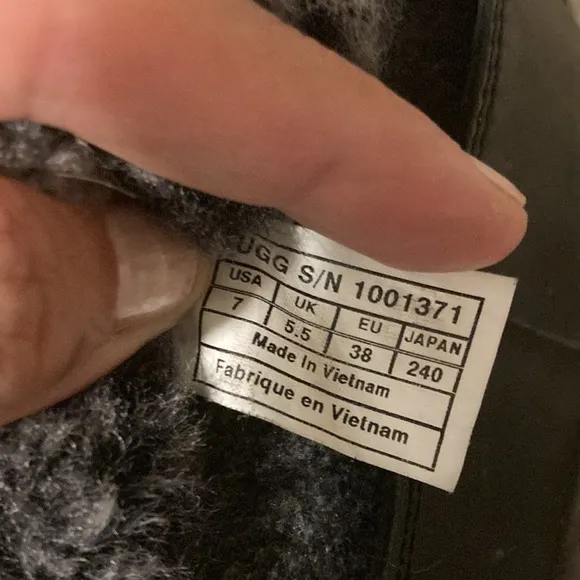 UGG S/N 1001371
USA UK EU JAPAN
7 5.5 38 240
Made In Vietnam
Fabrique en Vietnam